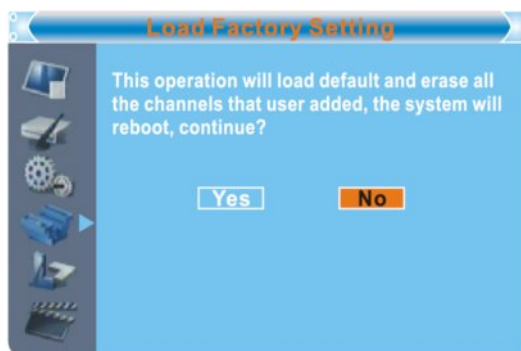 Load Factory Setting
This operation will load default and erase all
the channels that user added, the system will
reboot, continue?
Yes No